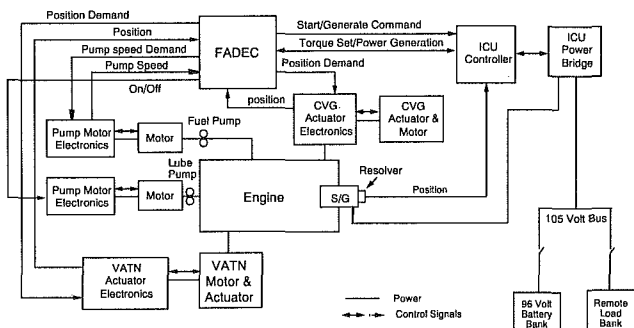 Position Demand
Position
Pump speed Demand
Pump Speed
On/Off
FADEC
Start/Generate Command
Torque Set/Power Generation
Position Demand
position
ICU
Controller
ICU
Power
Bridge
CVG
Actuator
Electronics
CVG
Actuator &
Motor
Pump Motor
Electronics
Motor
Fuel Pump
Pump Motor
Electronics
Motor
Lube
Pump
Engine
S/G
Resolver
Position
105 Volt Bus
VATN
Actuator
Electronics
VATN
Motor &
Actuator
Power
Control Signals
96 Volt
Battery
Bank
Remote
Load
Bank